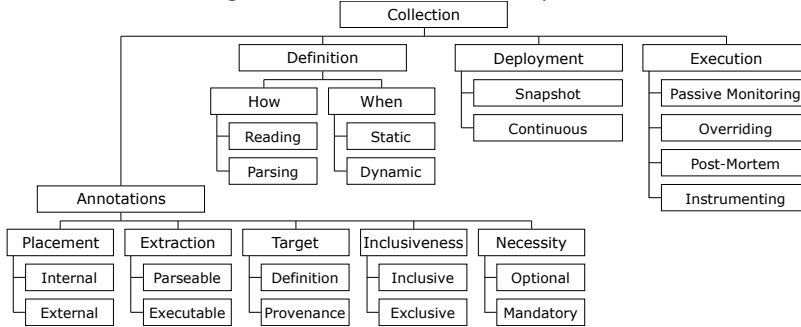 Collection
Definition
Deployment
Execution
How
When
Snapshot
Passive Monitoring
Reading
Static
Continuous
Overriding
Parsing
Dynamic
Post-Mortem
Annotations
Instrumenting
Placement
Extraction
Target
Inclusiveness
Necessity
Internal
Parseable
Definition
Inclusive
Optional
External
Executable
Provenance
Exclusive
Mandatory